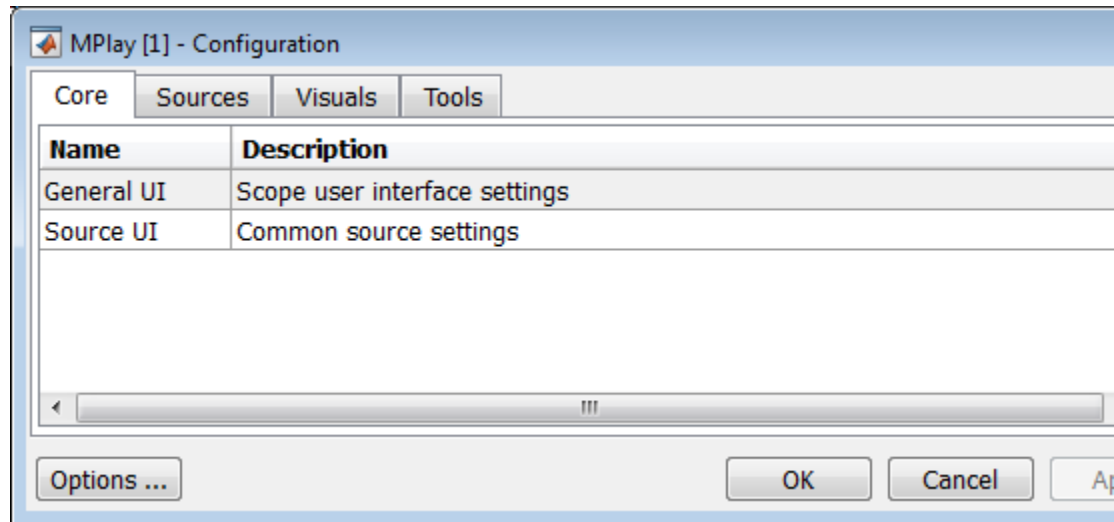 MPlay [1] - Configuration
Core Sources Visuals Tools
Name Description
General UI Scope user interface settings
Source UI Common source settings
Options ... OK Cancel